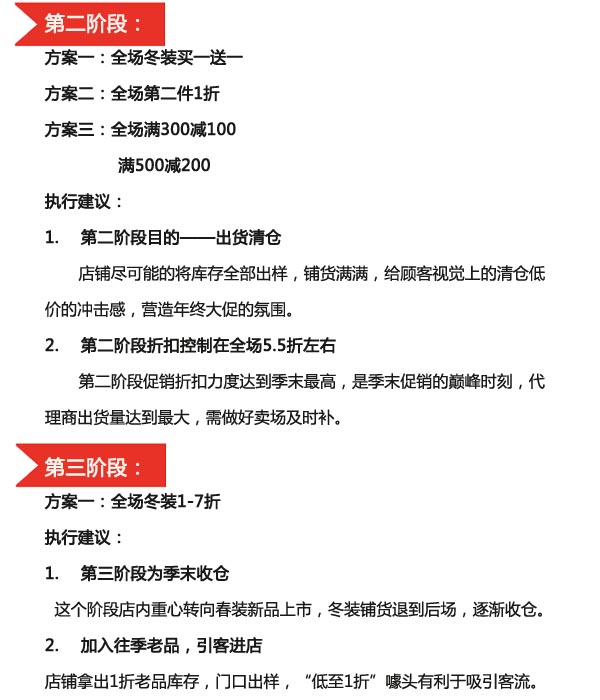 第二阶段：
方案一：全场冬装买一送一
方案二：全场第二件1折
方案三：全场满300减100
满500减200
执行建议：
1. 第二阶段目的——出货清仓
店铺尽可能的将库存全部出样，铺货满满，给顾客视觉上的清仓低
价的冲击感，营造年终大促的氛围。
2. 第二阶段折扣控制在全场5.5折左右
第二阶段促销折扣力度达到季末最高，是季末促销的巅峰时刻，代
理商出货量达到最大，需做好卖场及时补。
第三阶段：
方案一：全场冬装1-7折
执行建议：
1. 第三阶段为季末收仓
这个阶段店内重心转向春装新品上市，冬装铺货退到后场，逐渐收仓。
2. 加入往季老品，引客进店
店铺拿出1折老品库存，门口出样，“低至1折”噱头有利于吸引客流。